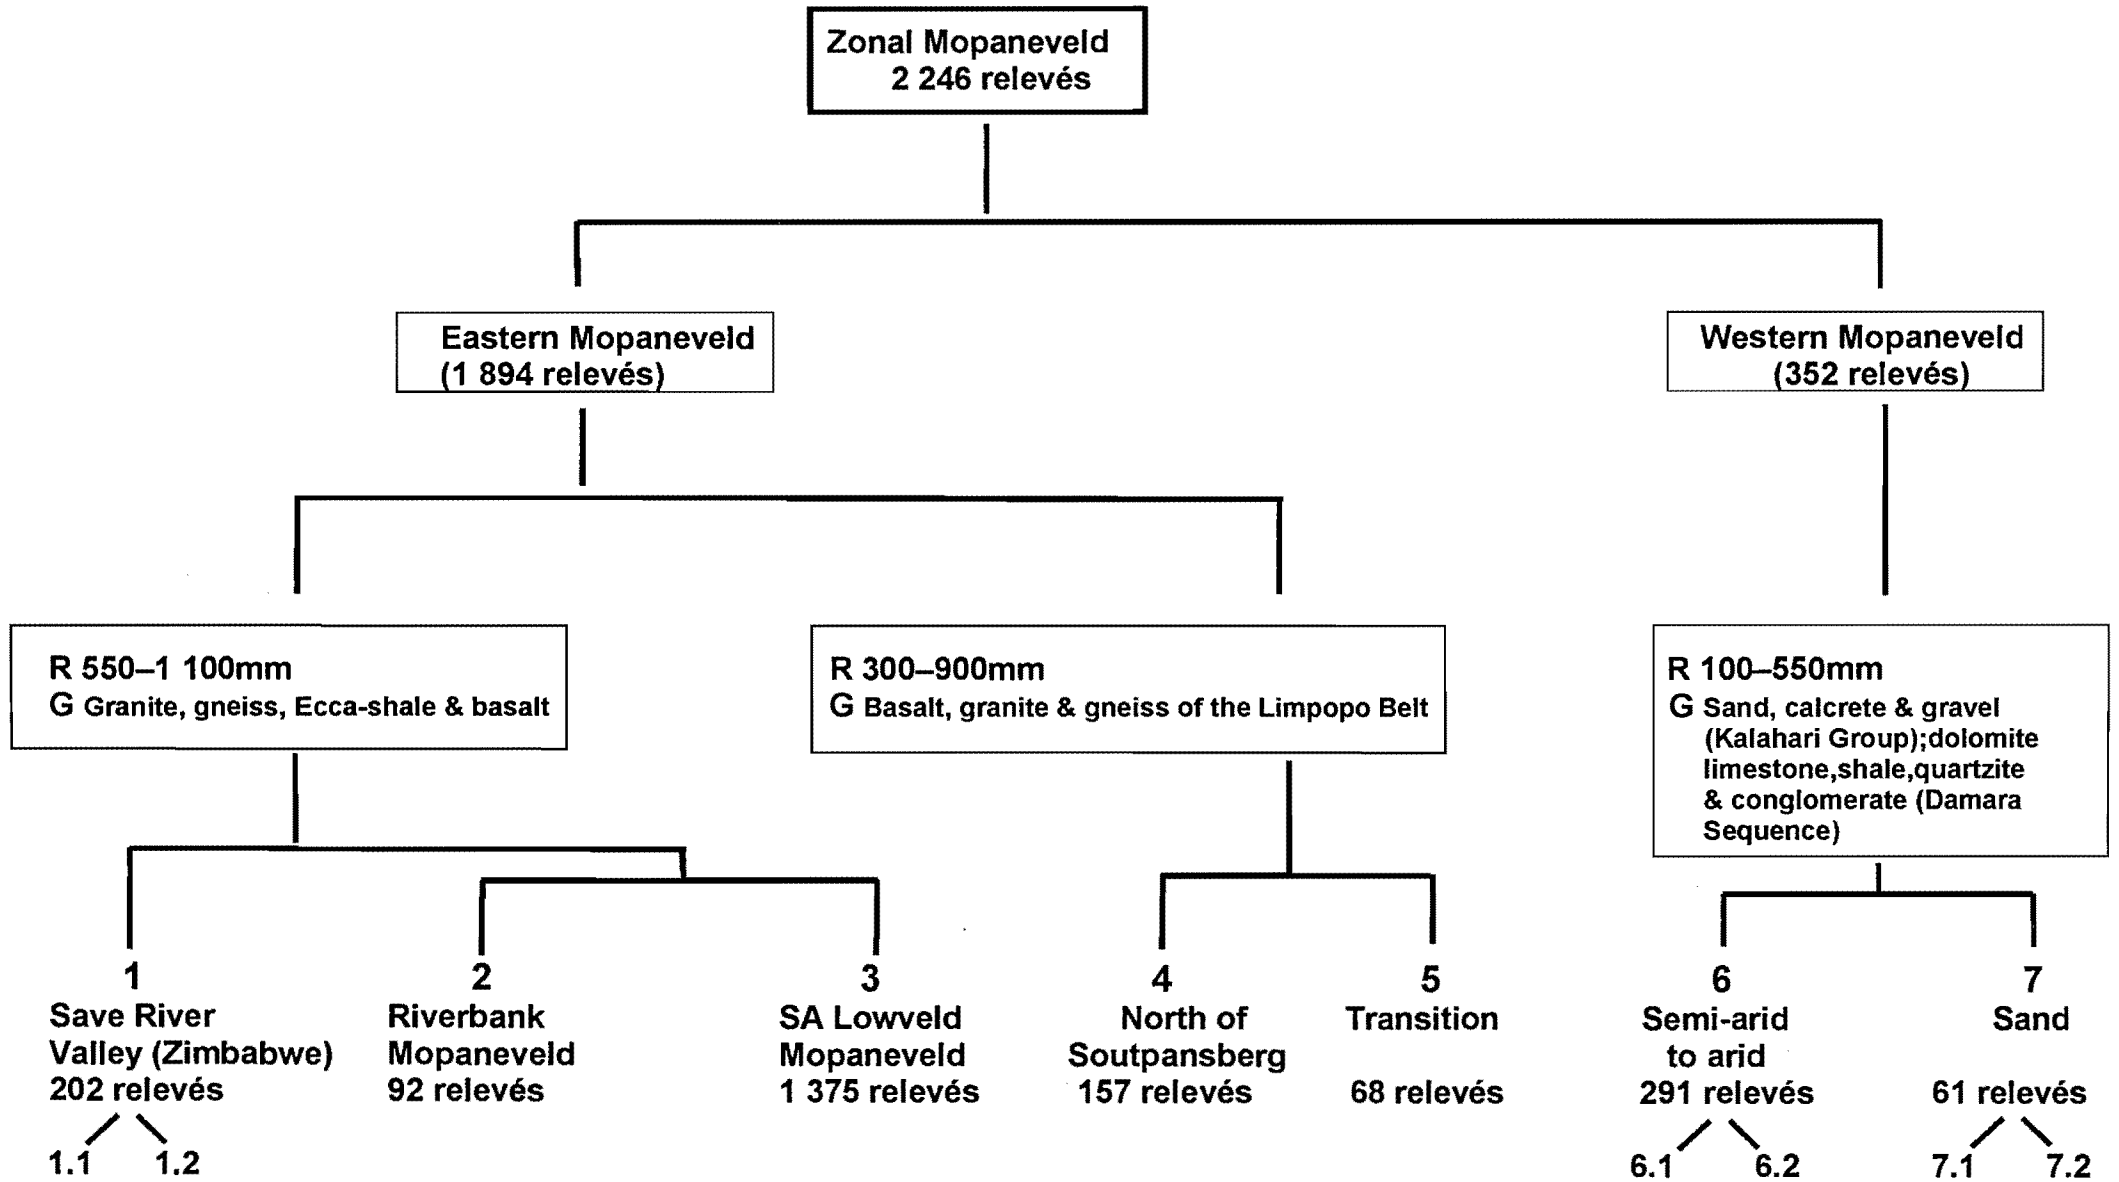 Zonal Mopaneveld
2 246 relevés
Eastern Mopaneveld
(1 894 relevés)
Western Mopaneveld
(352 relevés)
R 550–1 100mm
G Granite, gneiss, Ecca-shale & basalt
R 300–900mm
G Basalt, granite & gneiss of the Limpopo Belt
R 100–550mm
G Sand, calcrete & gravel
(Kalahari Group);dolomite
limestone,shale,quartzite
& conglomerate (Damara
Sequence)
1
Save River
Valley (Zimbabwe)
202 relevés
1.1 1.2
2
Riverbank
Mopaneveld
92 relevés
3
SA Lowveld
Mopaneveld
1 375 relevés
4
North of
Soutpansberg
157 relevés
5
Transition
68 relevés
6
Semi-arid
to arid
291 relevés
6.1 6.2
7
Sand
61 relevés
7.1 7.2